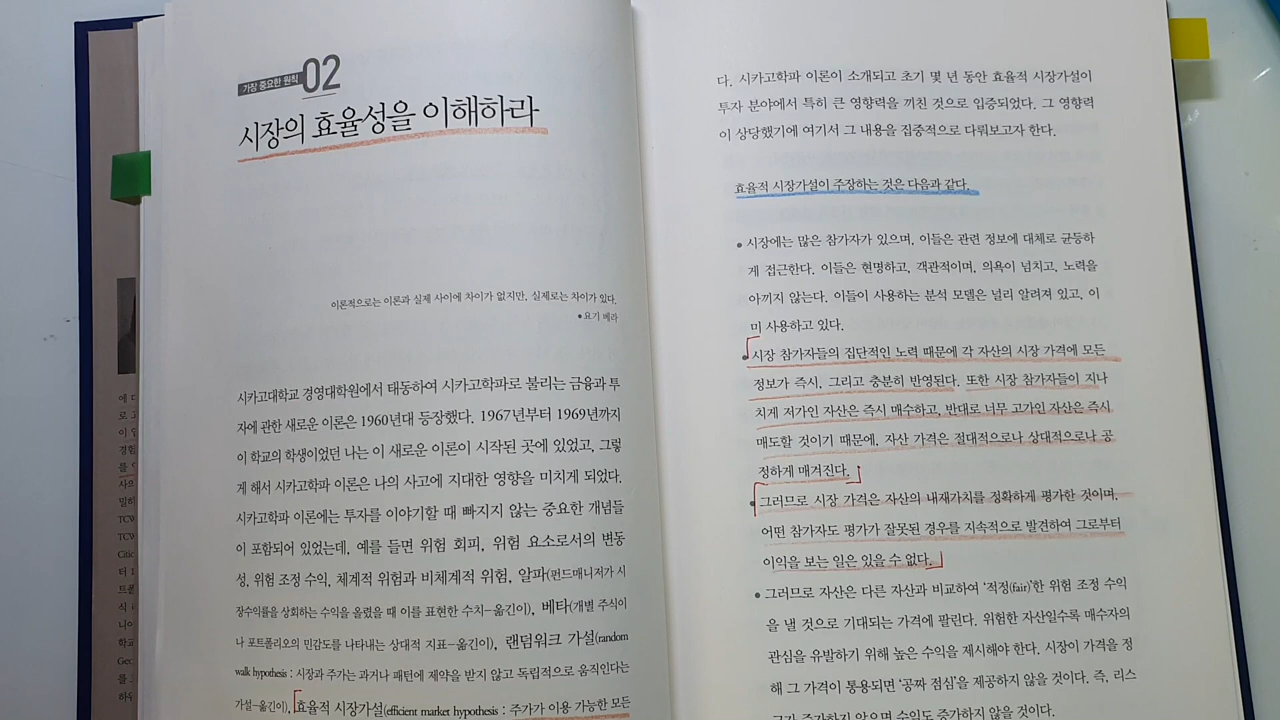 가장 중요한 원칙 02
시장의 효율성을 이해하라
이론적으로는 이론과 실제 사이에 차이가 없지만, 실제로는 차이가 있다.
● 요기 베라
시카고대학교 경영대학원에서 태동하여 시카고학파로 불리는 금융과 투
자에 관한 새로운 이론은 1960년대 등장했다. 1967년부터 1969년까지
이 학교의 학생이었던 나는 이 새로운 이론이 시작된 곳에 있었고, 그렇
게 해서 시카고학파 이론은 나의 사고에 지대한 영향을 미치게 되었다.
시카고학파 이론에는 투자를 이야기할 때 빠지지 않는 중요한 개념들
이 포함되어 있었는데, 예를 들면 위험 회피, 위험 요소로서의 변동
성, 위험 조정 수익, 체계적 위험과 비체계적 위험, 알파(펀드매니저가 시
장수익률을 상회하는 수익을 올렸을 때 이를 표현한 수치-옮긴이), 베타(개별 주식이
나 포트폴리오의 민감도를 나타내는 상대적 지표-옮긴이), 랜덤워크 가설(random
walk hypothesis : 시장과 주가는 과거나 패턴에 제약을 받지 않고 독립적으로 움직인다는
가설-옮긴이), 효율적 시장가설(efficient market hypothesis : 주가가 이용 가능한 모든
다. 시카고학파 이론이 소개되고 초기 몇 년 동안 효율적 시장가설이
투자 분야에서 특히 큰 영향력을 끼친 것으로 입증되었다. 그 영향력
이 상당했기에 여기서 그 내용을 집중적으로 다뤄보고자 한다.
효율적 시장가설이 주장하는 것은 다음과 같다.
● 시장에는 많은 참가자가 있으며, 이들은 관련 정보에 대체로 균등하
게 접근한다. 이들은 현명하고, 객관적이며, 의욕이 넘치고, 노력을
아끼지 않는다. 이들이 사용하는 분석 모델은 널리 알려져 있고, 이
미 사용하고 있다.
● 시장 참가자들의 집단적인 노력 때문에 각 자산의 시장 가격에 모든
정보가 즉시, 그리고 충분히 반영된다. 또한 시장 참가자들이 지나
치게 저가인 자산은 즉시 매수하고, 반대로 너무 고가인 자산은 즉시
매도할 것이기 때문에, 자산 가격은 절대적으로나 상대적으로나 공
정하게 매겨진다.
● 그러므로 시장 가격은 자산의 내재가치를 정확하게 평가한 것이며,
어떤 참가자도 평가가 잘못된 경우를 지속적으로 발견하여 그로부터
이익을 보는 일은 있을 수 없다.
● 그러므로 자산은 다른 자산과 비교하여 '적정(fair)'한 위험 조정 수익
을 낼 것으로 기대되는 가격에 팔린다. 위험한 자산일수록 매수자의
관심을 유발하기 위해 높은 수익을 제시해야 한다. 시장이 가격을 정
해 그 가격이 통용되면 '공짜 점심'을 제공하지 않을 것이다. 즉, 리스
크가 증가하지 않으며 수익도 증가하지 않을 것이다.